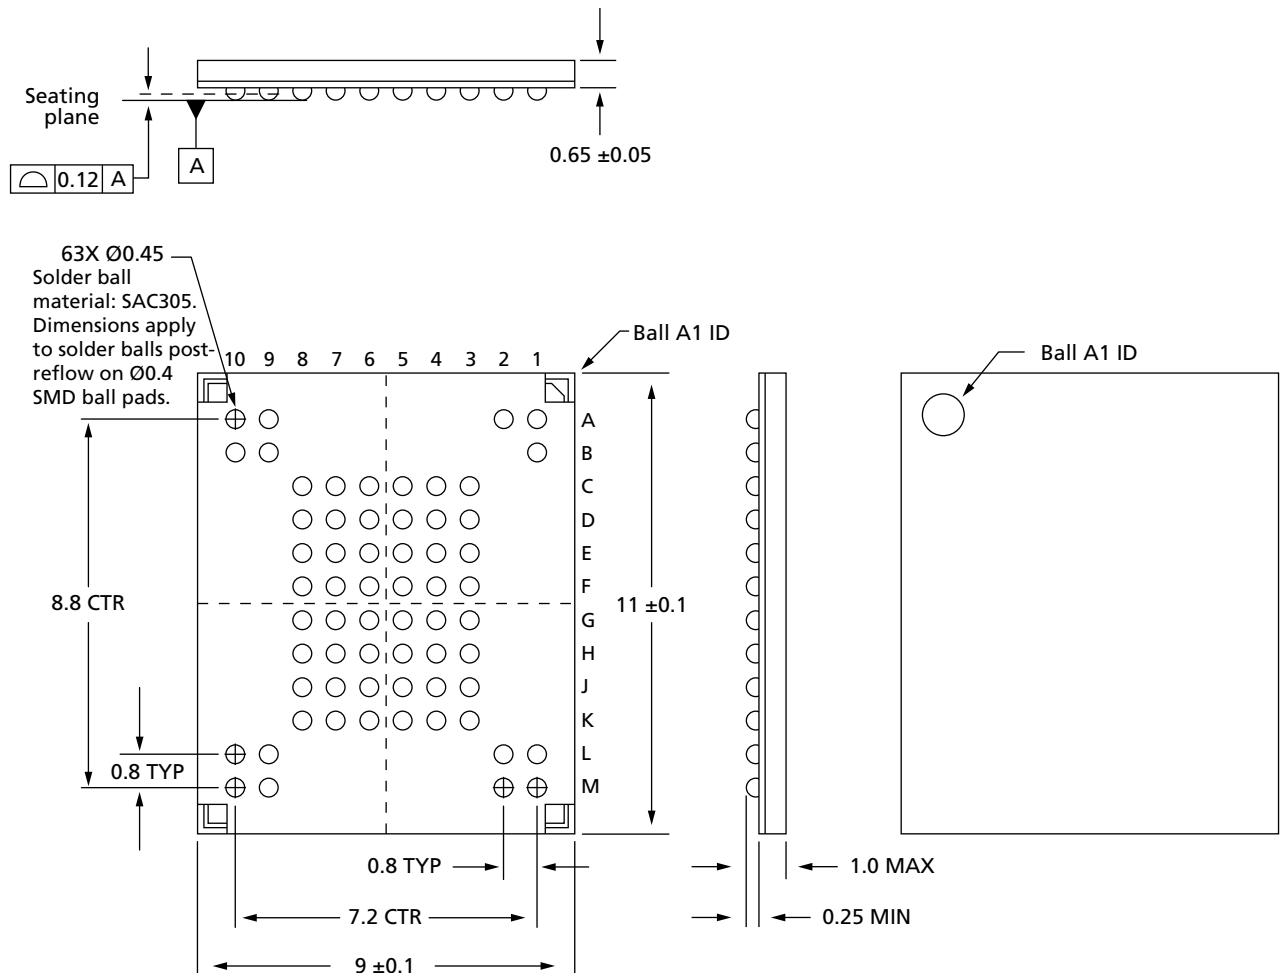 Seating
plane
0.12 A
A
0.65 ±0.05
63X Ø0.45
Solder ball
material: SAC305.
Dimensions apply
to solder balls post-
reflow on Ø0.4
SMD ball pads.
Ball A1 ID
10 9 8 7 6 5 4 3 2 1
A
B
C
D
E
F
G
H
J
K
L
M
8.8 CTR
0.8 TYP
11 ±0.1
0.8 TYP
7.2 CTR
9 ±0.1
1.0 MAX
0.25 MIN
Ball A1 ID